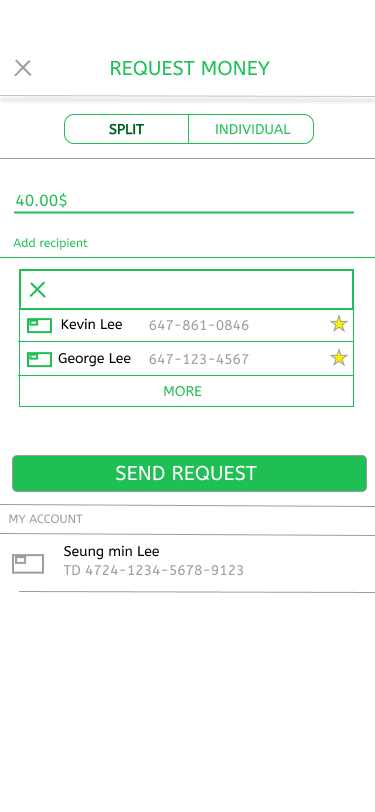 REQUEST MONEY
SPLIT INDIVIDUAL
40.00$
Add recipient
Kevin Lee 647-861-0846
George Lee 647-123-4567
MORE
SEND REQUEST
MY ACCOUNT
Seung min Lee
TD 4724-1234-5678-9123